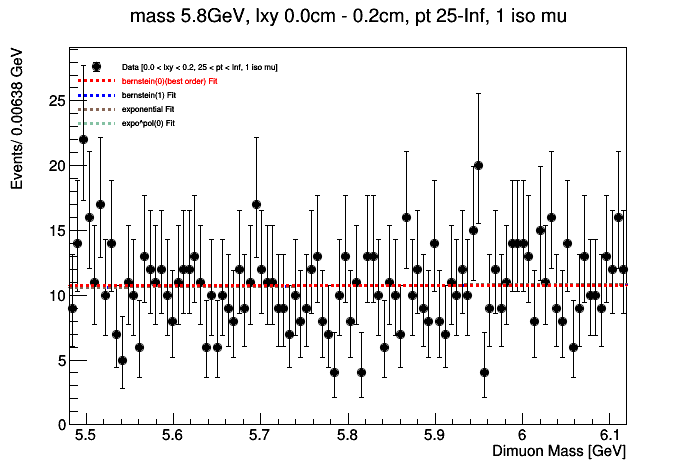 mass 5.8GeV, lxy 0.0cm - 0.2cm, pt 25-Inf, 1 iso mu
Events/ 0.00638 GeV
Data [0.0 < lxy < 0.2, 25 < pt < Inf, 1 iso mu]
bernstein(0)(best order) Fit
bernstein(1) Fit
exponential Fit
expo*pol(0) Fit
25
20
15
10
5
0
5.5 5.6 5.7 5.8 5.9 6 6.1
Dimuon Mass [GeV]